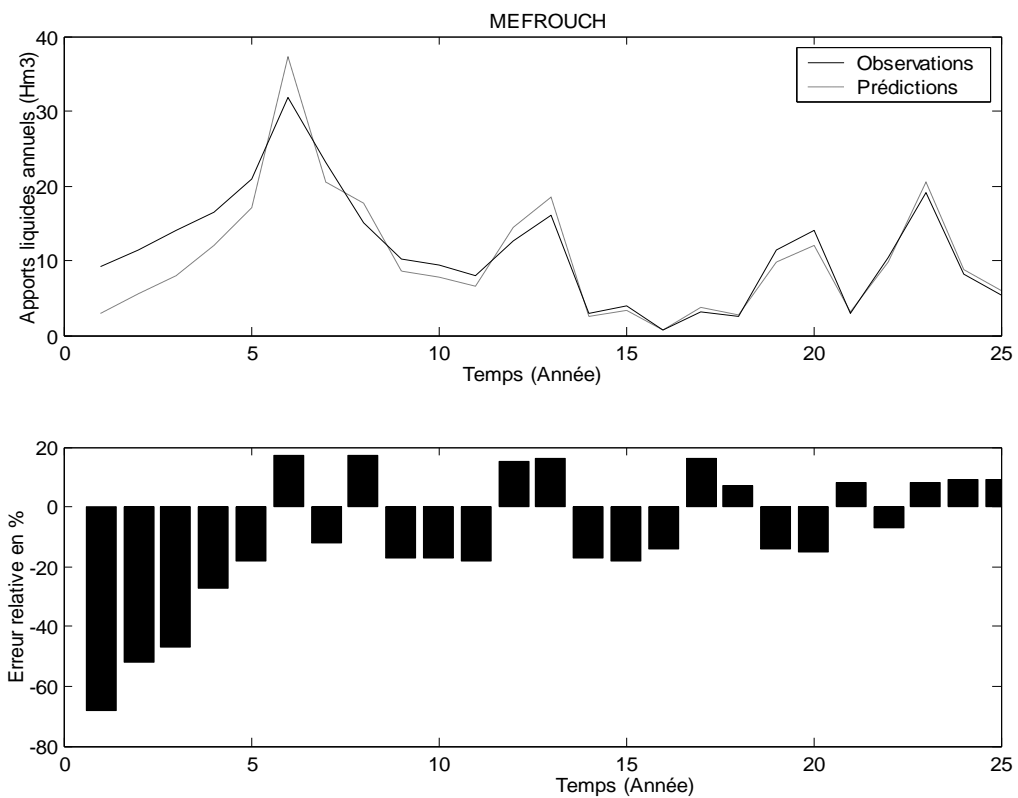 MEFROUCH
Apports liquides annuels (Hm3)
40
30
20
10
0
Observations
Prédictions
0 5 10 15 20 25
Temps (Année)
Erreur relative en %
20
0
-20
-40
-60
-80
0 5 10 15 20 25
Temps (Année)